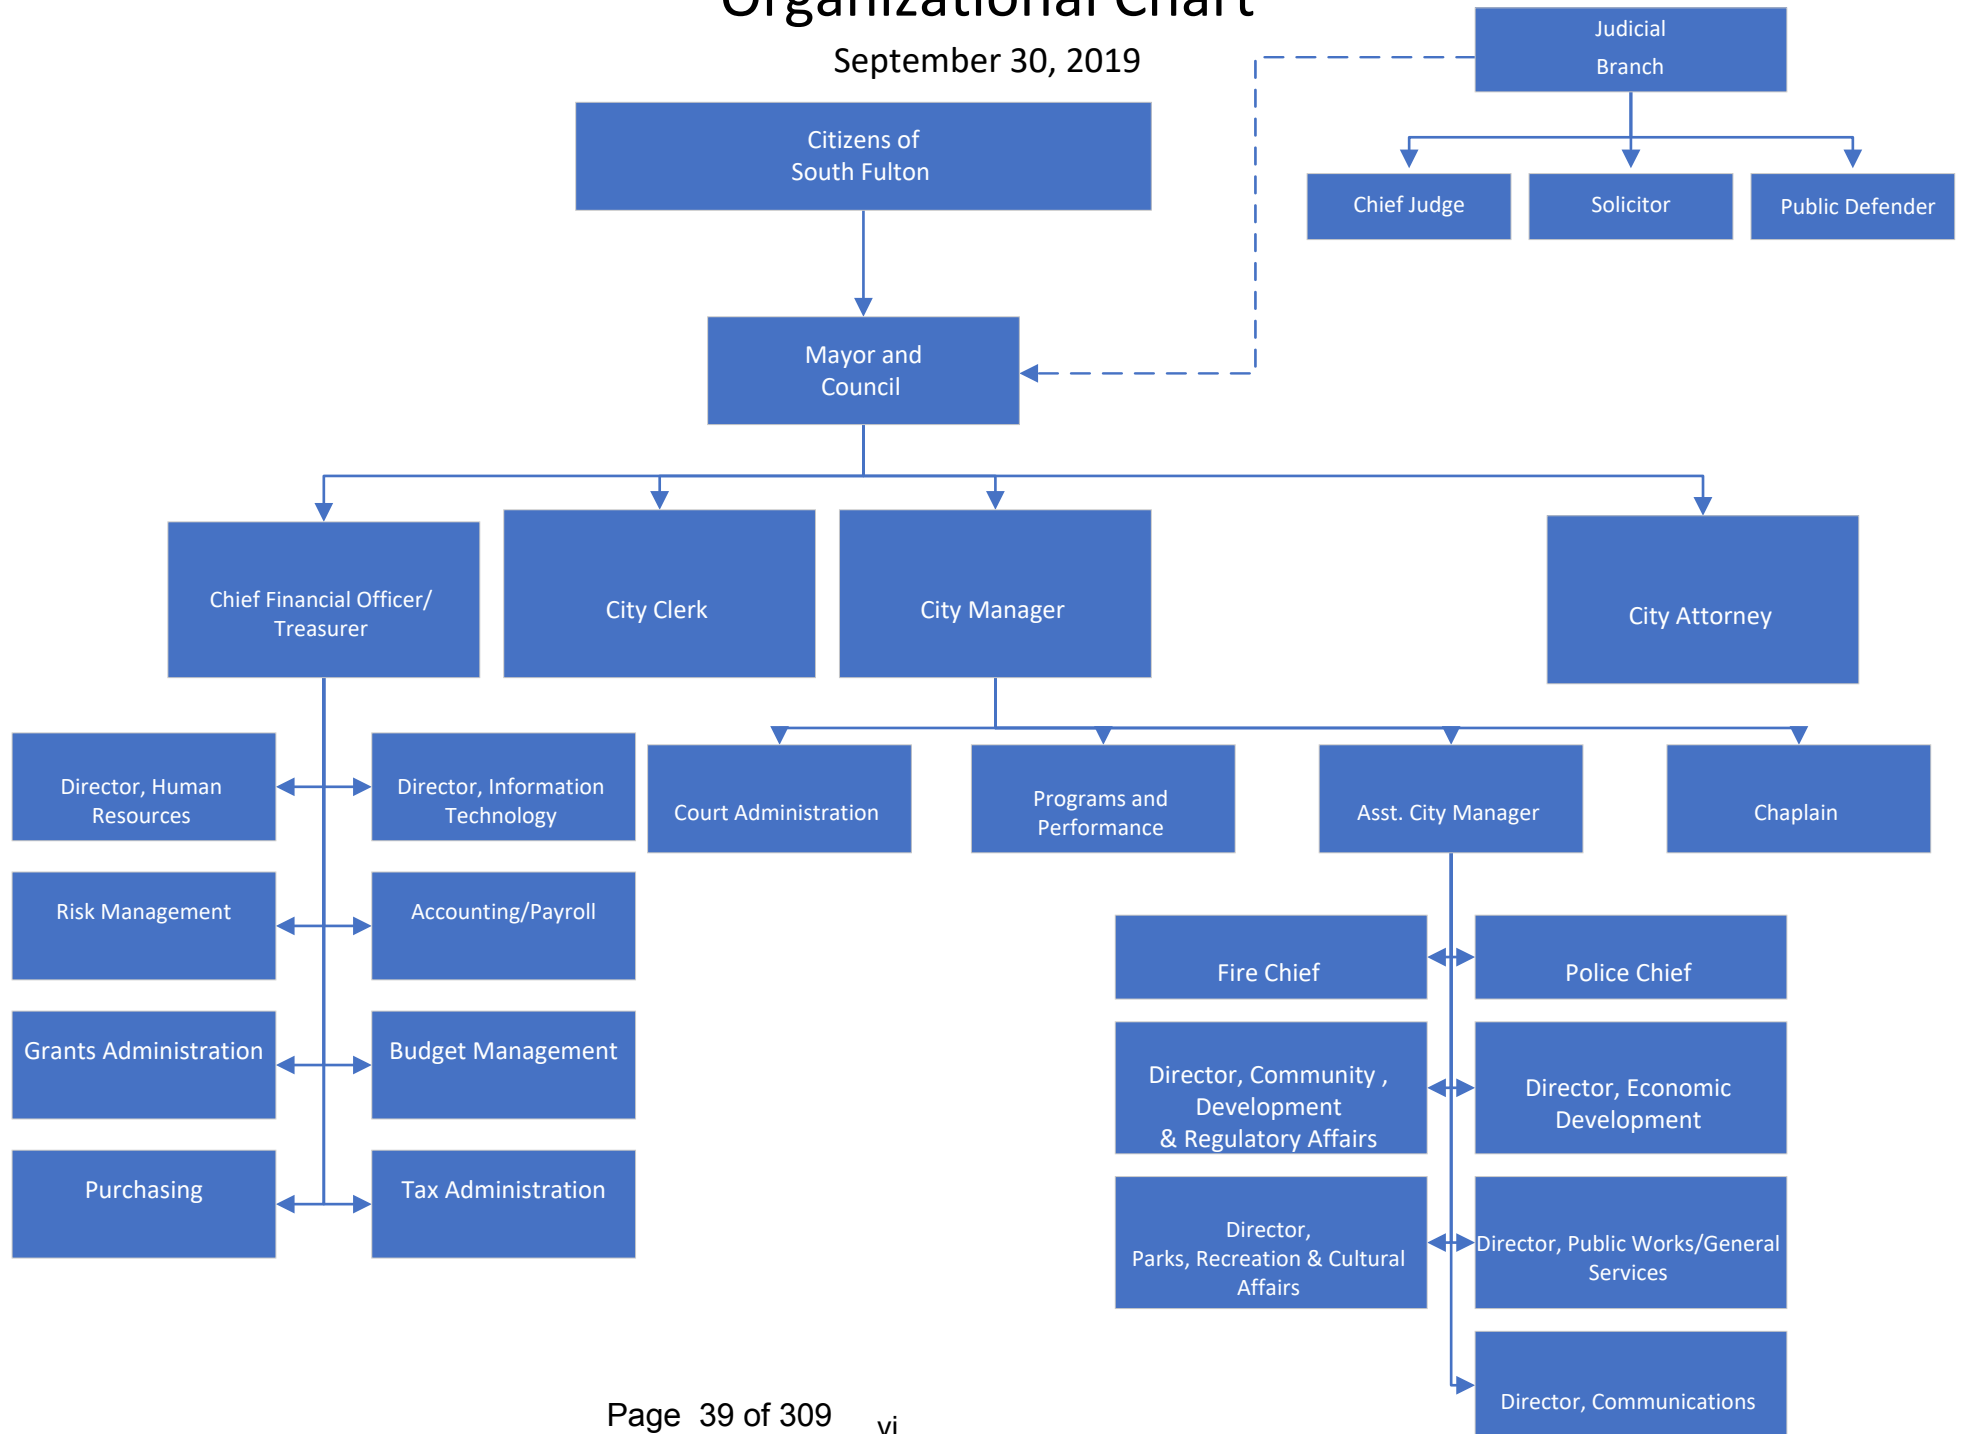 Organizational Chart
September 30, 2019
Judicial
Branch
Citizens of
South Fulton
Chief Judge
Solicitor
Public Defender
Mayor and
Council
Chief Financial Officer/
Treasurer
City Clerk
City Manager
City Attorney
Director, Human
Resources
Director, Information
Technology
Court Administration
Programs and
Performance
Asst. City Manager
Chaplain
Risk Management
Accounting/Payroll
Fire Chief
Police Chief
Grants Administration
Budget Management
Director, Community ,
Development
& Regulatory Affairs
Director, Economic
Development
Purchasing
Tax Administration
Director,
Parks, Recreation & Cultural
Affairs
Director, Public Works/General
Services
Director, Communications
Page 39 of 309
vi